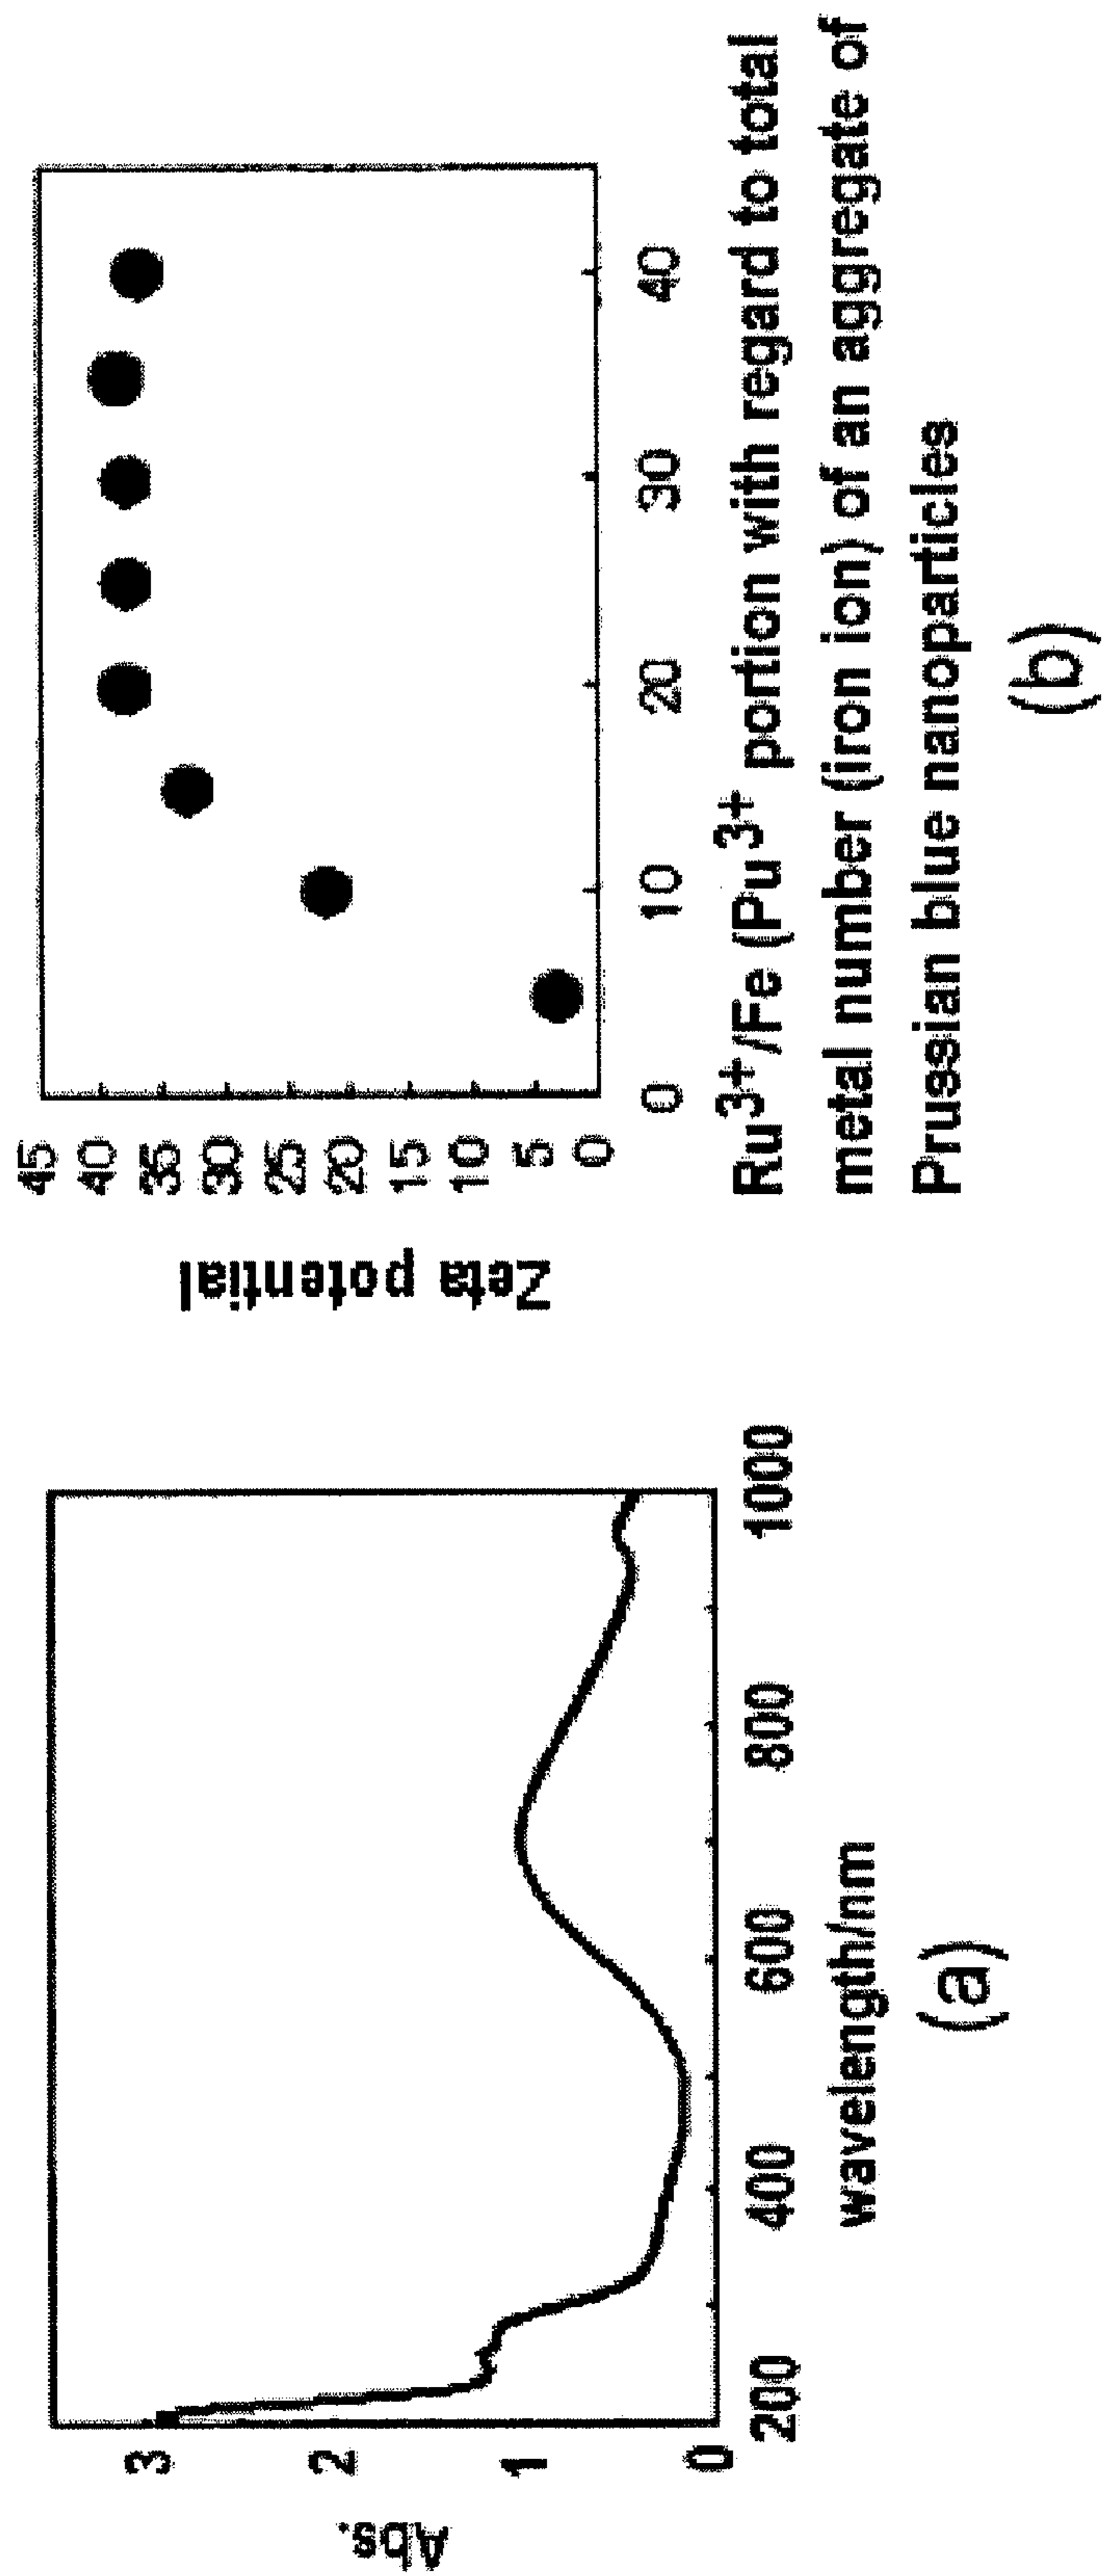 Abs.
3
2
1
0
200 400 600 800 1000
wavelength/nm
(a)
Zeta potential
45
40
35
30
25
20
15
10
5
0
0 10 20 30 40
Ru3+/Fe (Pu3+ portion with regard to total
metal number (iron ion) of an aggregate of
Prussian blue nanoparticles
(b)